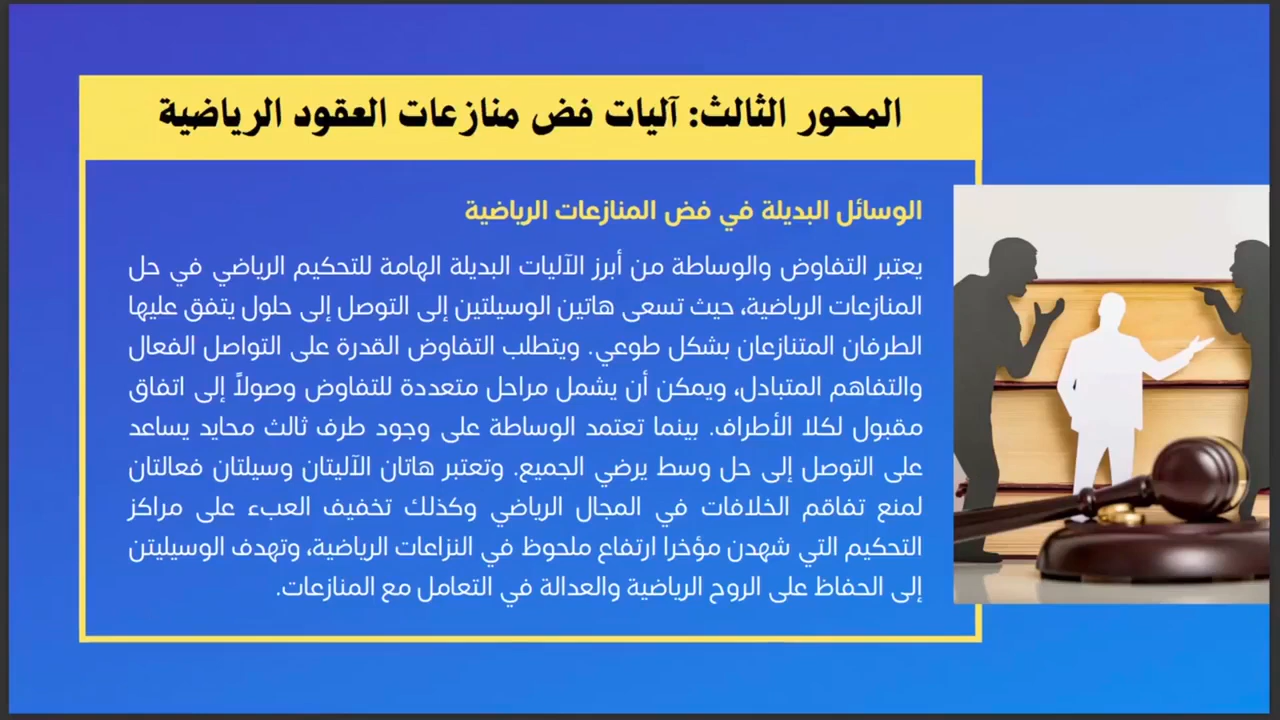 المحور الثالث: آليات فض منازعات العقود الرياضية
الوسائل البديلة في فض المنازعات الرياضية
يعتبر التفاوض والوساطة من أبرز الآليات البديلة الهامة للتحكيم الرياضي في حل
المنازعات الرياضية، حيث تسعى هاتين الوسيلتين إلى التوصل إلى حلول يتفق عليها
الطرفان المتنازعان بشكل طوعي. ويتطلب التفاوض القدرة على التواصل الفعال
والتفاهم المتبادل، ويمكن أن يشمل مراحل متعددة للتفاوض وصولاً إلى اتفاق
مقبول لكلا الأطراف. بينما تعتمد الوساطة على وجود طرف ثالث محايد يساعد
على التوصل إلى حل وسط يرضي الجميع. وتعتبر هاتان الآليتان وسيلتان فعالتان
لمنع تفاقم الخلافات في المجال الرياضي وكذلك تخفيف العبء على مراكز
التحكيم التي شهدن مؤخرا ارتفاع ملحوظ في النزاعات الرياضية، وتهدف الوسيليتن
إلى الحفاظ على الروح الرياضية والعدالة في التعامل مع المنازعات.